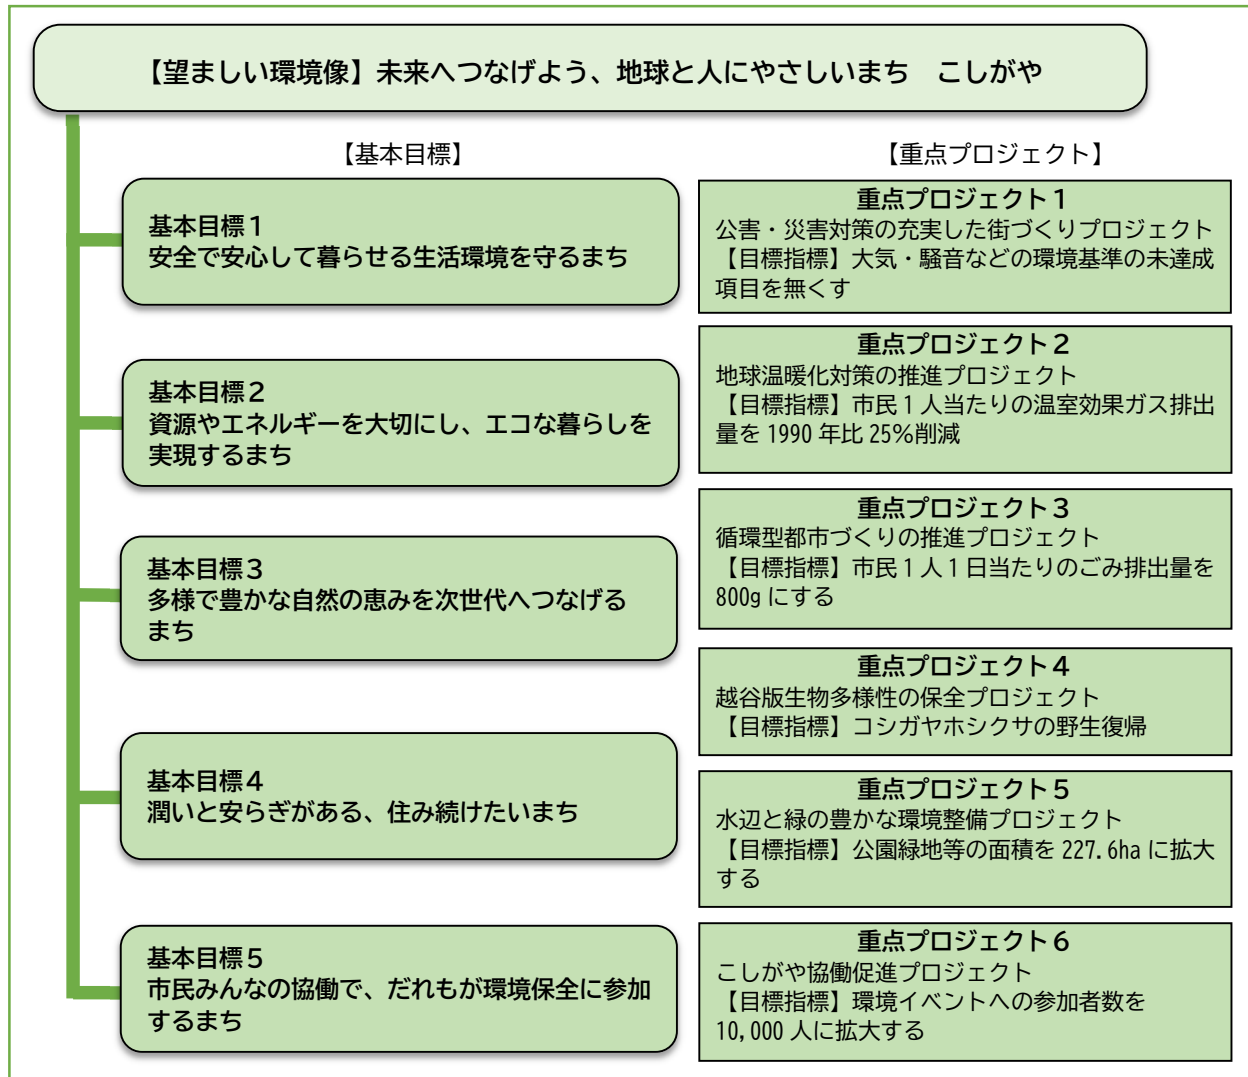 【望ましい環境像】未来へつなげよう、地球と人にやさしいまち　こしがや
【基本目標】
基本目標１
安全で安心して暮らせる生活環境を守るまち
基本目標２
資源やエネルギーを大切にし、エコな暮らしを
実現するまち
基本目標３
多様で豊かな自然の恵みを次世代へつなげる
まち
基本目標４
潤いと安らぎがある、住み続けたいまち
基本目標５
市民みんなの協働で、だれもが環境保全に参加
するまち
【重点プロジェクト】
重点プロジェクト１
公害・災害対策の充実した街づくりプロジェクト
【目標指標】大気・騒音などの環境基準の未達成
項目を無くす
重点プロジェクト２
地球温暖化対策の推進プロジェクト
【目標指標】市民１人当たりの温室効果ガス排出
量を 1990 年比 25％削減
重点プロジェクト３
循環型都市づくりの推進プロジェクト
【目標指標】市民１人１日当たりのごみ排出量を
800g にする
重点プロジェクト４
越谷版生物多様性の保全プロジェクト
【目標指標】コシガヤホシクサの野生復帰
重点プロジェクト５
水辺と緑の豊かな環境整備プロジェクト
【目標指標】公園緑地等の面積を 227.6ha に拡大
する
重点プロジェクト６
こしがや協働促進プロジェクト
【目標指標】環境イベントへの参加者数を
10,000 人に拡大する